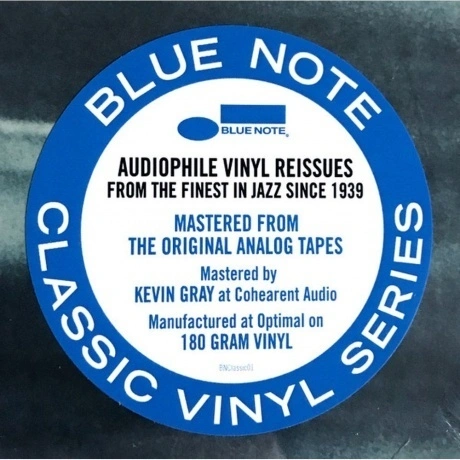 BLUE NOTE
BLUE NOTE®
AUDIOPHILE VINYL REISSUES
FROM THE FINEST IN JAZZ SINCE 1939
MASTERED FROM
THE ORIGINAL ANALOG TAPES
Mastered by
KEVIN GRAY at Cohearent Audio
Manufactured at Optimal on
180 GRAM VINYL
CLASSIC VINYL SERIES